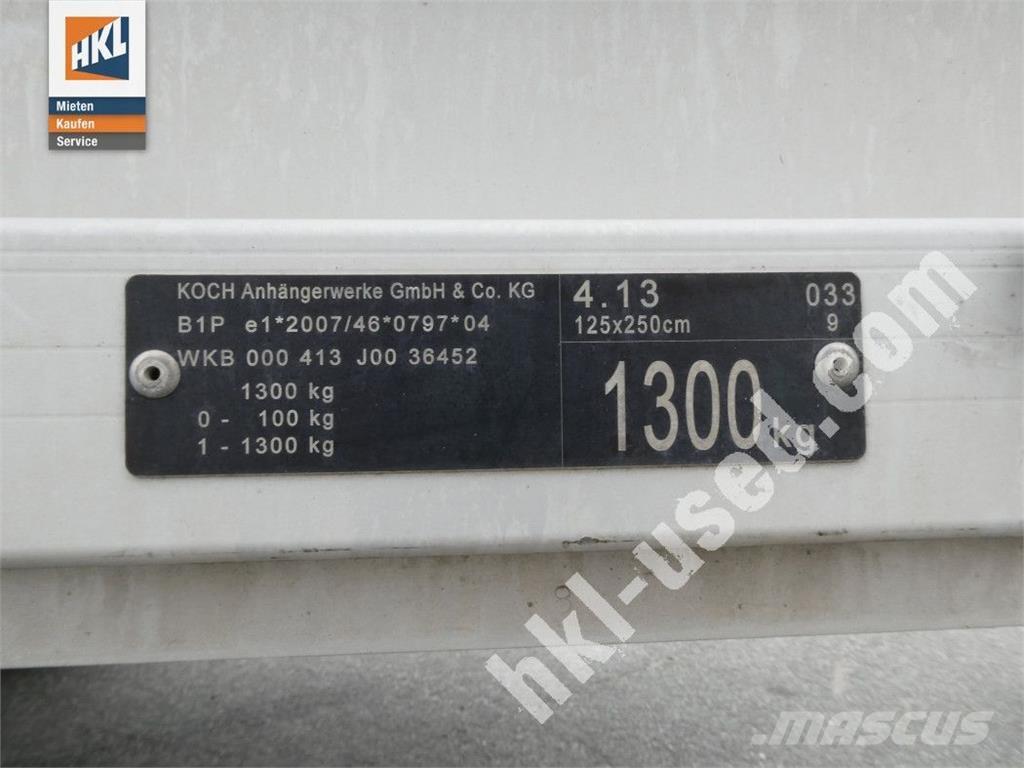 HKL
Mieten
Kaufen
Service
KOCH Anhängerwerke GmbH & Co. KG
B1P e1*2007/46*0797*04
WKB 000 413 J00 36452
1300 kg
0 - 100 kg
1 - 1300 kg
4.13 033
125x250cm 9
1300 kg
hkl-used.com
MASCUS